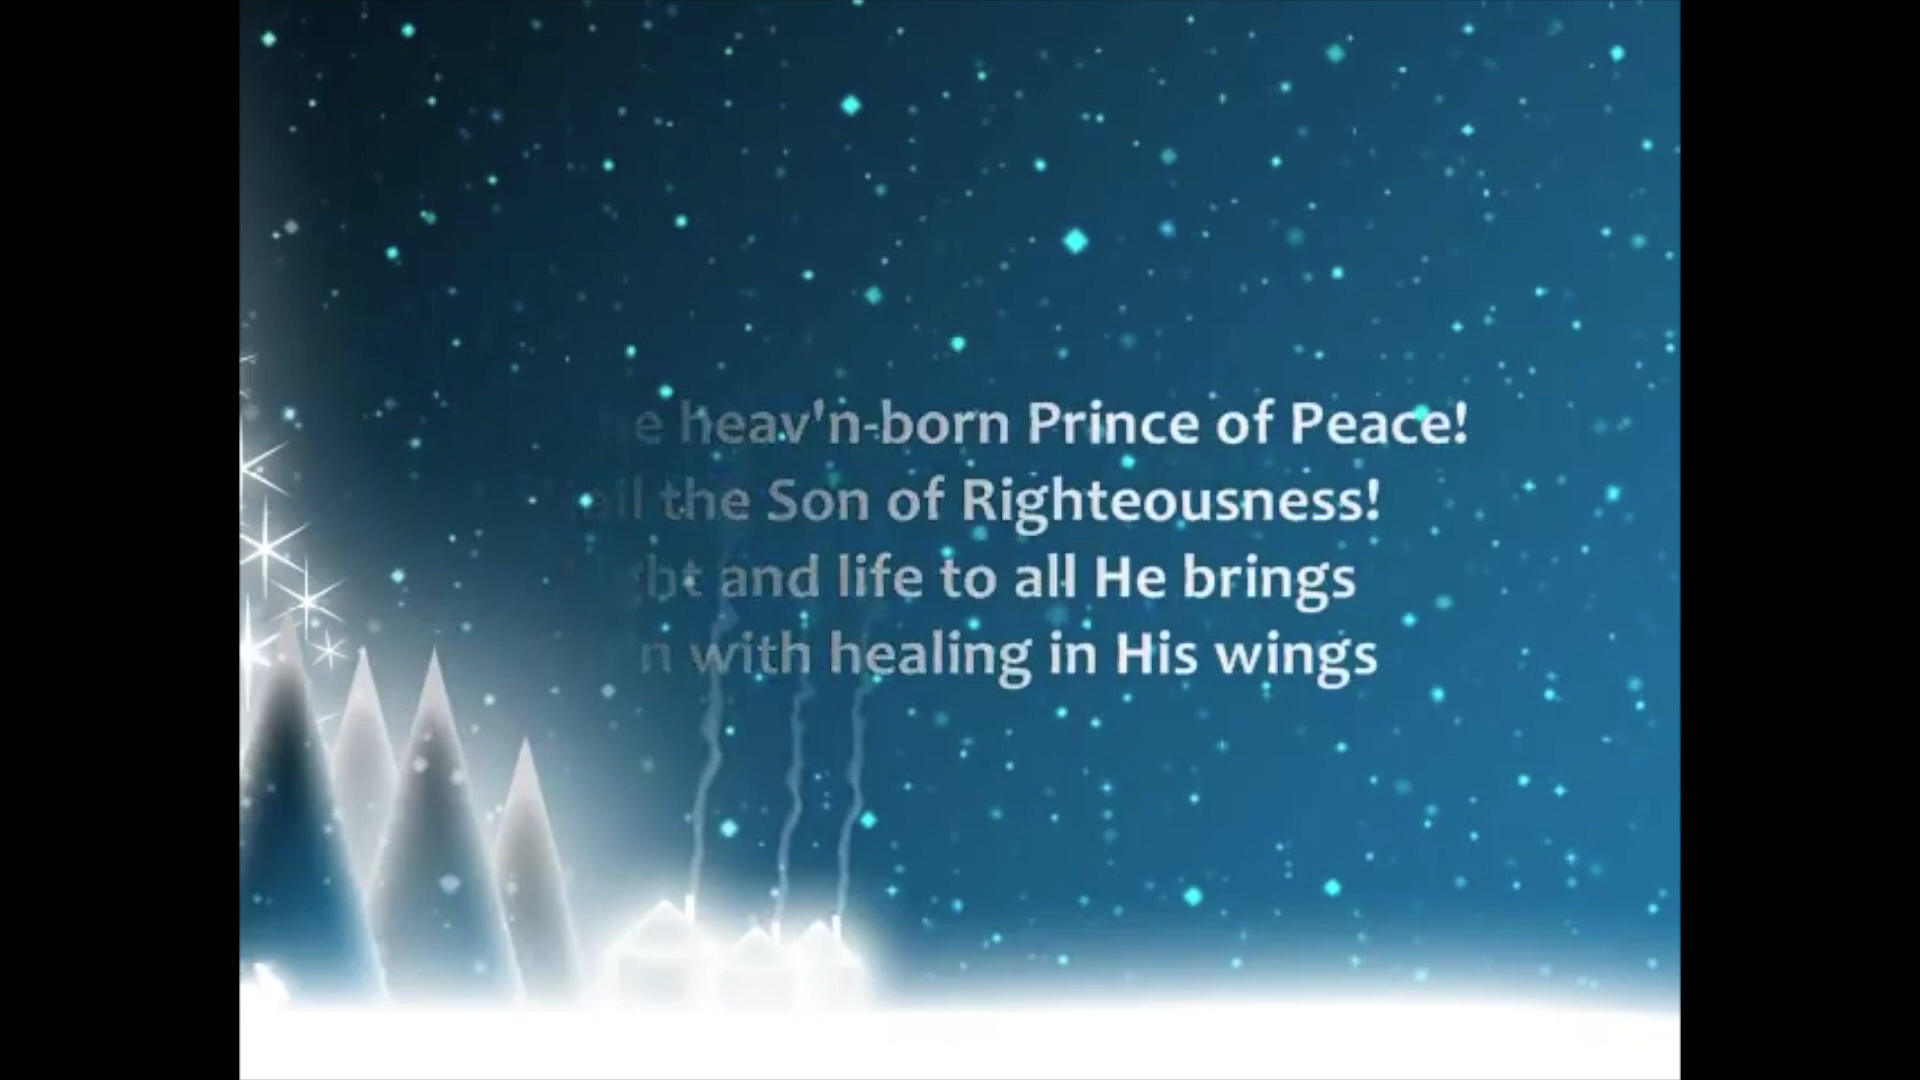 heav'n-born Prince of Peace!
the Son of Righteousness!
and life to all He brings
with healing in His wings